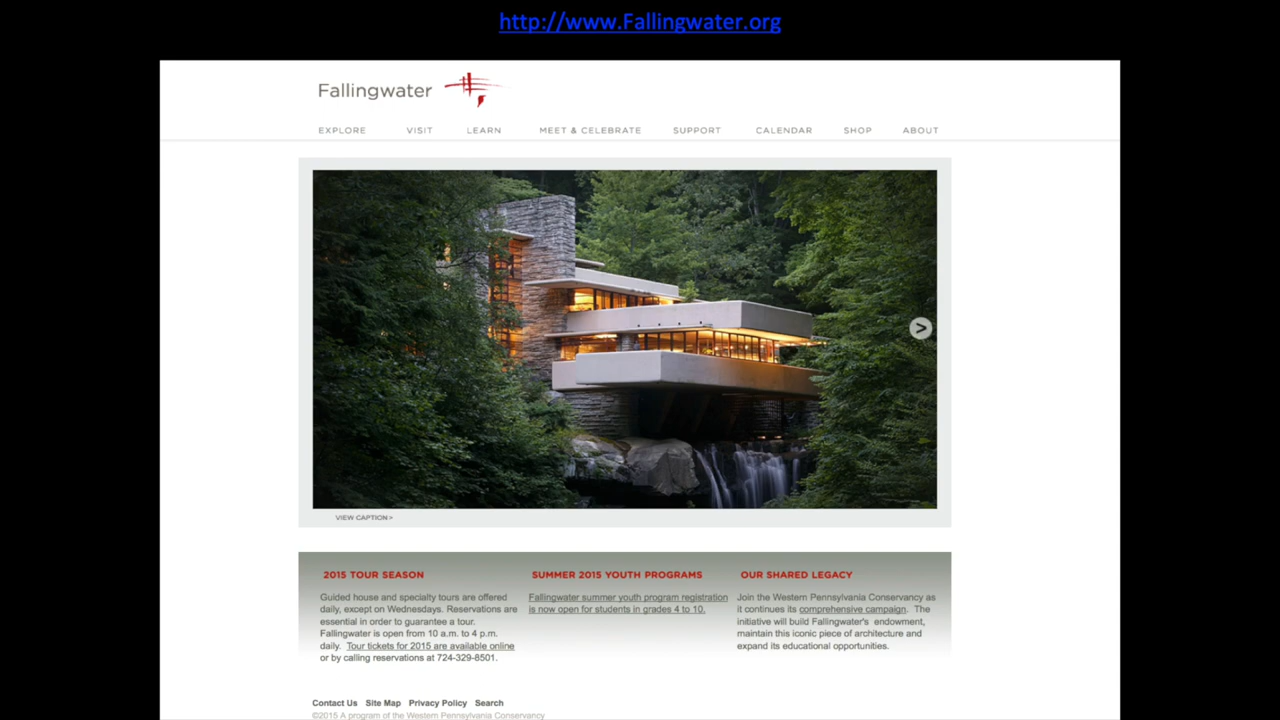 http://www.Fallingwater.org
Fallingwater
EXPLORE VISIT LEARN MEET & CELEBRATE SUPPORT CALENDAR SHOP ABOUT
>
VIEW CAPTION >
2015 TOUR SEASON
Guided house and specialty tours are offered
daily, except on Wednesdays. Reservations are
essential in order to guarantee a tour.
Fallingwater is open from 10 a.m. to 4 p.m.
daily. Tour tickets for 2015 are available online
or by calling reservations at 724-329-8501.
SUMMER 2015 YOUTH PROGRAMS
Fallingwater summer youth program registration
is now open for students in grades 4 to 10.
OUR SHARED LEGACY
Join the Western Pennsylvania Conservancy as
it continues its comprehensive campaign. The
initiative will build Fallingwater's endowment,
maintain this iconic piece of architecture and
expand its educational opportunities.
Contact Us Site Map Privacy Policy Search
©2015 A program of the Western Pennsylvania Conservancy